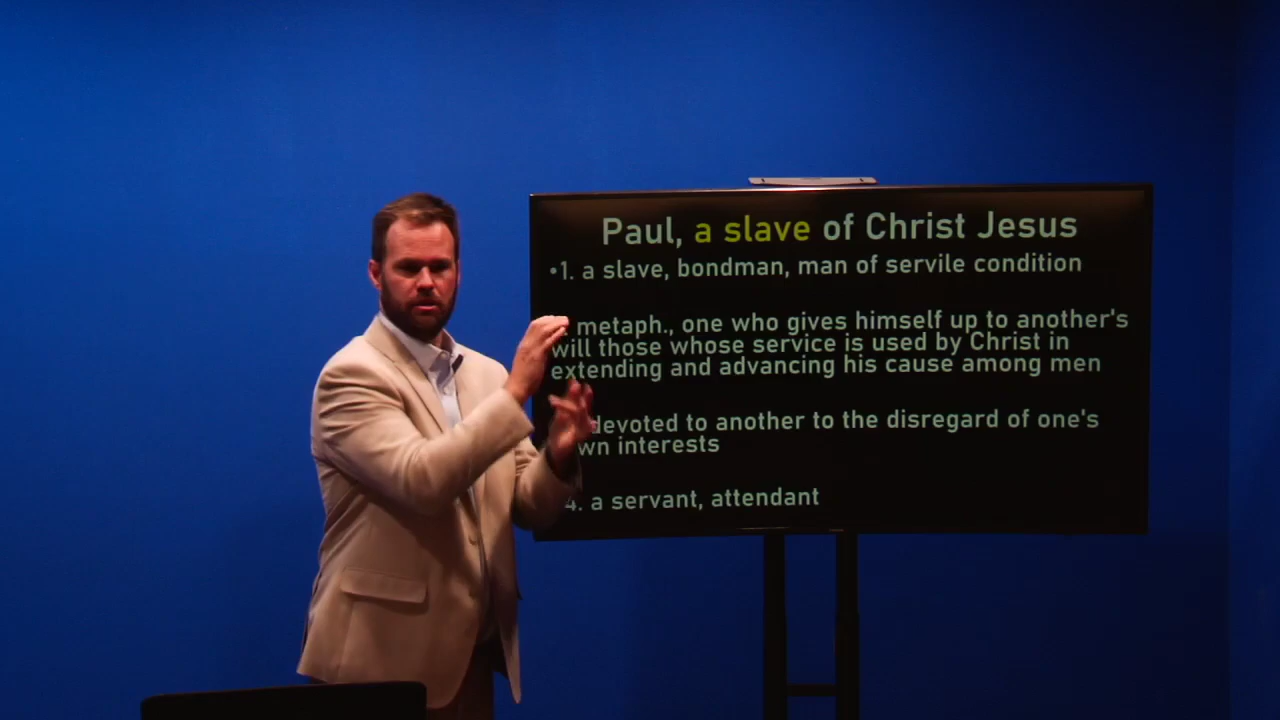 Paul, a slave of Christ Jesus
•1. a slave, bondman, man of servile condition
metaph., one who gives himself up to another's
will those whose service is used by Christ in
extending and advancing his cause among men
devoted to another to the disregard of one's
wn interests
4. a servant, attendant